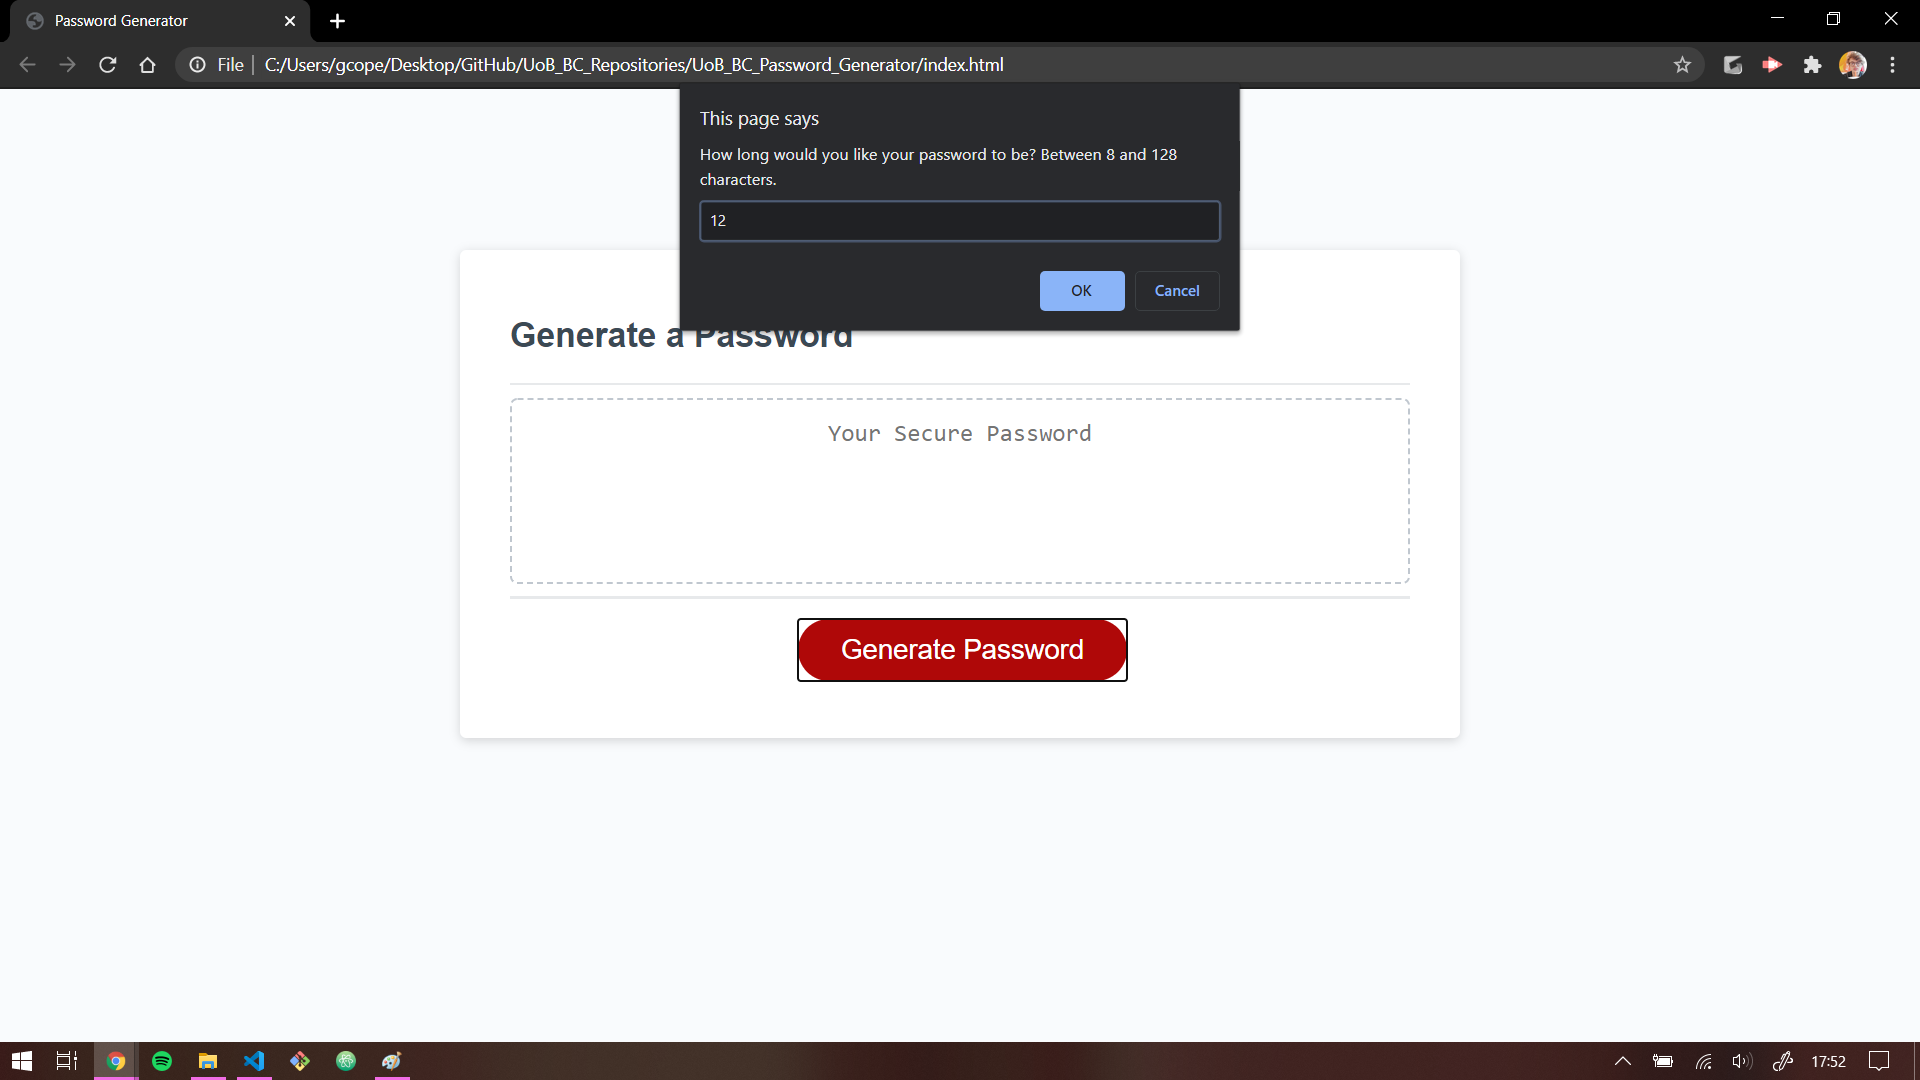 Password Generator
File C:/Users/gcope/Desktop/GitHub/UoB_BC_Repositories/UoB_BC_Password_Generator/index.html
This page says
How long would you like your password to be? Between 8 and 128
characters.
12
OK Cancel
Generate a Password
Your Secure Password
Generate Password
17:52